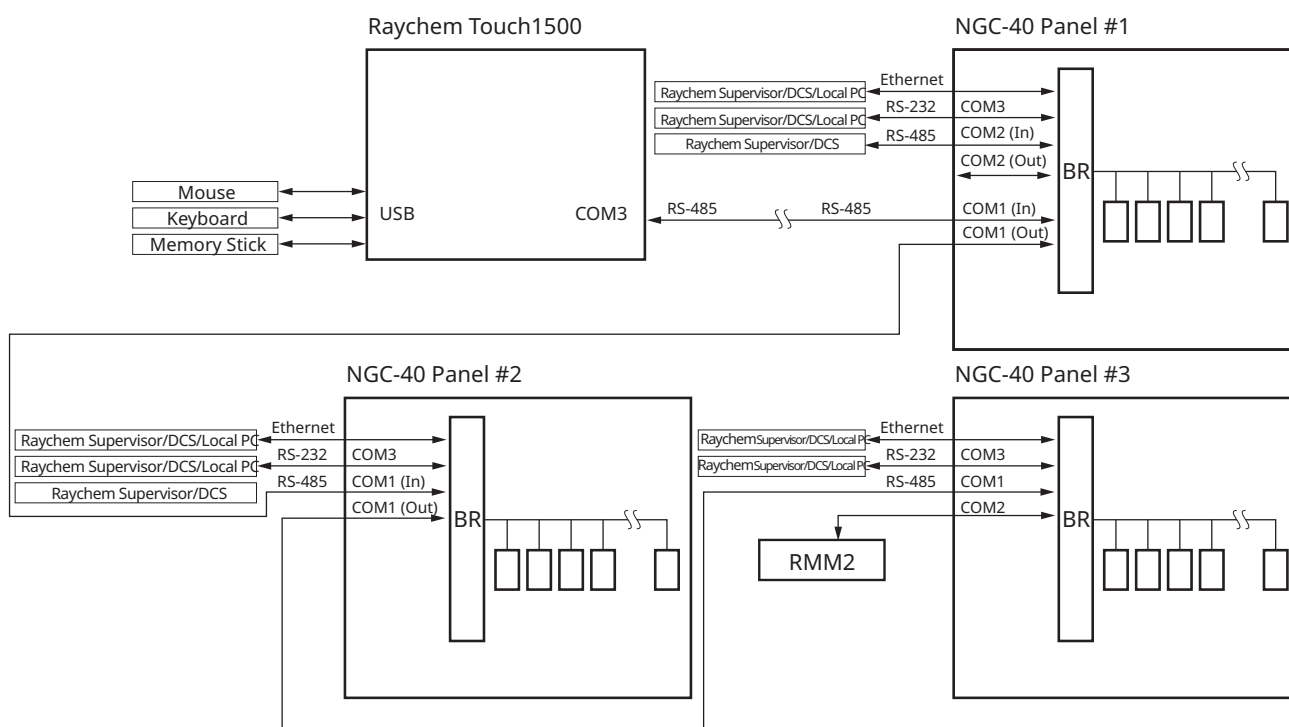 Raychem Touch1500
NGC-40 Panel #1
Raychem Supervisor/DCS/Local PC
Ethernet
Raychem Supervisor/DCS/Local PC
RS-232
COM3
Raychem Supervisor/DCS
RS-485
COM2 (In)
COM2 (Out)
BR
Mouse
Keyboard
Memory Stick
USB
COM3
RS-485
RS-485
COM1 (In)
COM1 (Out)
NGC-40 Panel #2
Raychem Supervisor/DCS/Local PC
Ethernet
Raychem Supervisor/DCS/Local PC
RS-232
COM3
Raychem Supervisor/DCS
RS-485
COM1 (In)
COM1 (Out)
BR
NGC-40 Panel #3
Raychem Supervisor/DCS/Local PC
Ethernet
Raychem Supervisor/DCS/Local PC
RS-232
COM3
RS-485
COM1
COM2
BR
RMM2